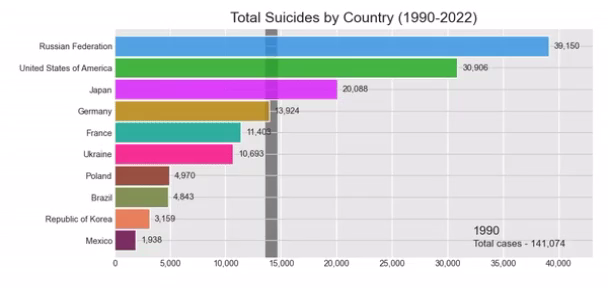 Total Suicides by Country (1990-2022)
Russian Federation 39,150
United States of America 30,906
Japan 20,088
Germany 13,924
France 11,403
Ukraine 10,693
Poland 4,970
Brazil 4,843
Republic of Korea 3,159
Mexico 1,938
1990
Total cases - 141,074
0 5,000 10,000 15,000 20,000 25,000 30,000 35,000 40,000